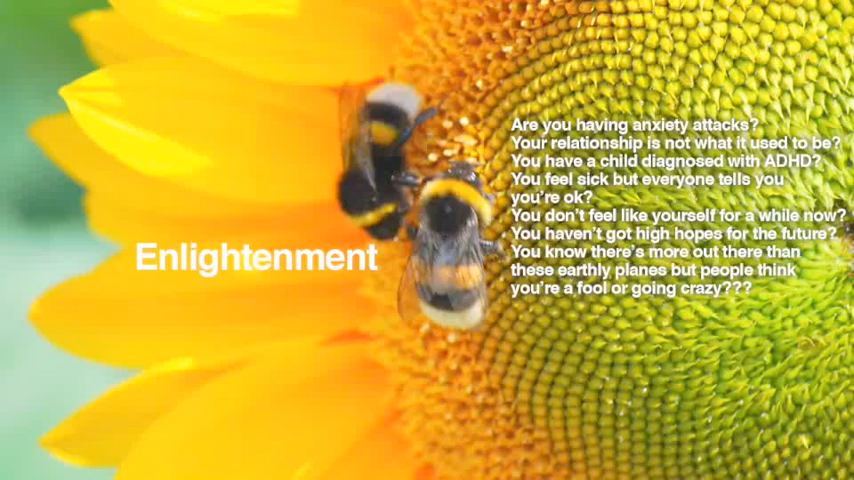 Enlightenment
Are you having anxiety attacks?
Your relationship is not what it used to be?
You have a child diagnosed with ADHD?
You feel sick but everyone tells you
you're ok?
You don't feel like yourself for a while now?
You haven't got high hopes for the future?
You know there's more out there than
these earthly planes but people think
you're a fool or going crazy???